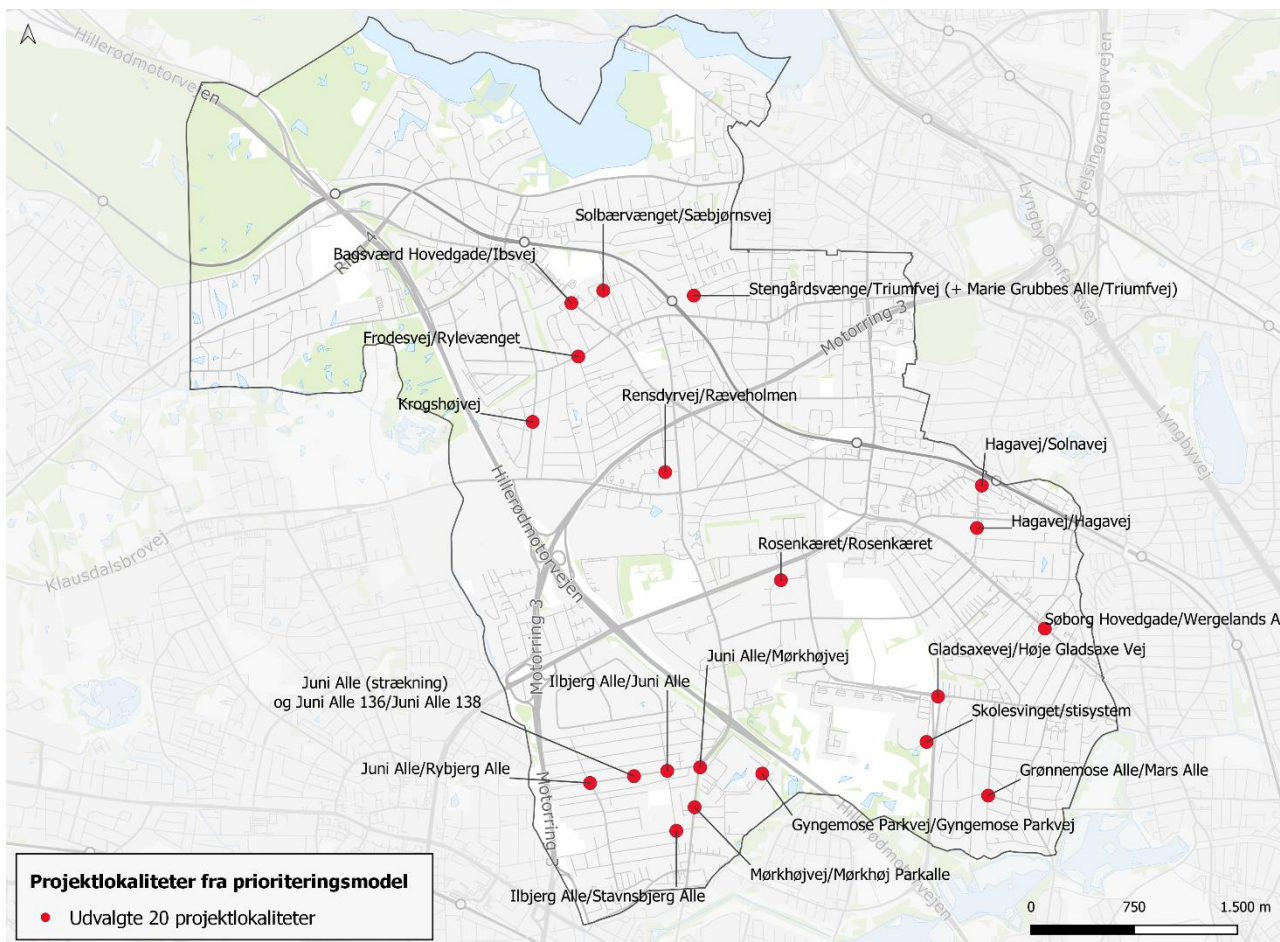 Hillerødmotorvejen
Helsingørmotorvejen
Lyngby Omfartsvej
Solbærvænget/Sæbjørnsvej
Ring 4
Bagsværd Hovedgade/Ibsvej
Stengårdsvænge/Triumfvej (+ Marie Grubbes Alle/Triumfvej)
Motorring 3
Frodesvej/Rylevænget
Rensdyrvej/Ræveholmen
Krogshøjvej
Lyngbyvej
Hagavej/Solnavej
Hillerødmotorvejen
Hagavej/Hagavej
Klausdalsbrovej
Rosenkæret/Rosenkæret
Motorring 3
Søborg Hovedgade/Wergelands A
Juni Alle/Mørkhøjvej
Gladsaxevej/Høje Gladsaxe Vej
Ilbjerg Alle/Juni Alle
Juni Alle (strækning)
og Juni Alle 136/Juni Alle 138
Skolesvinget/stisystem
Juni Alle/Rybjerg Alle
Grønnemose Alle/Mars Alle
Motorring 3
Hillerødmotorvejen
Gyngemose Parkvej/Gyngemose Parkvej
Mørkhøjvej/Mørkhøj Parkalle
Ilbjerg Alle/Stavnsbjerg Alle
Projektlokaliteter fra prioriteringsmodel
Udvalgte 20 projektlokaliteter
0 750 1.500 m